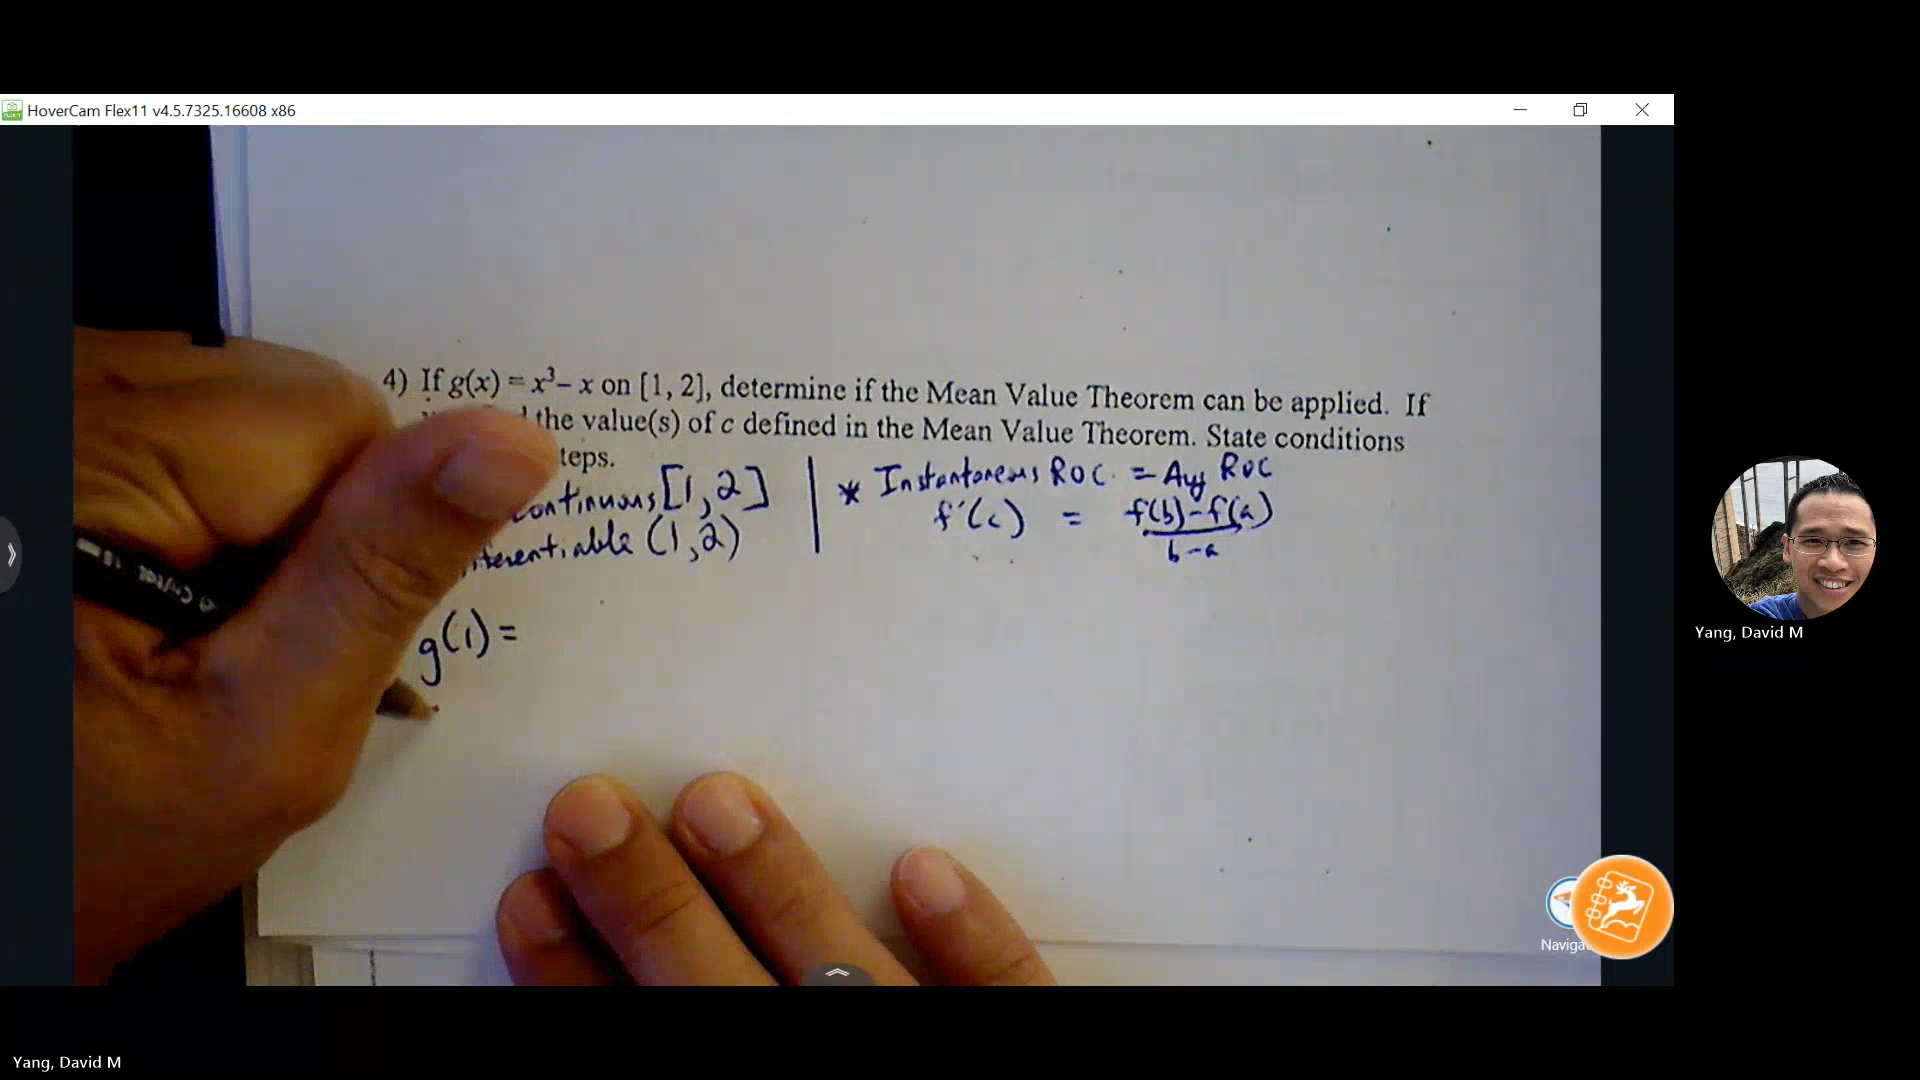 HoverCam Flex11 v4.5.7325.16608 x86
4) If g(x) = x³– x on [1, 2], determine if the Mean Value Theorem can be applied. If
the value(s) of c defined in the Mean Value Theorem. State conditions
teps.
continuous [1, 2]
fferentiable (1, 2)
* Instantaneous RoC. = Avg RoC
f'(c) = f(b)-f(a)
b-a
g(1) =
Yang, David M
Naviga
Yang, David M